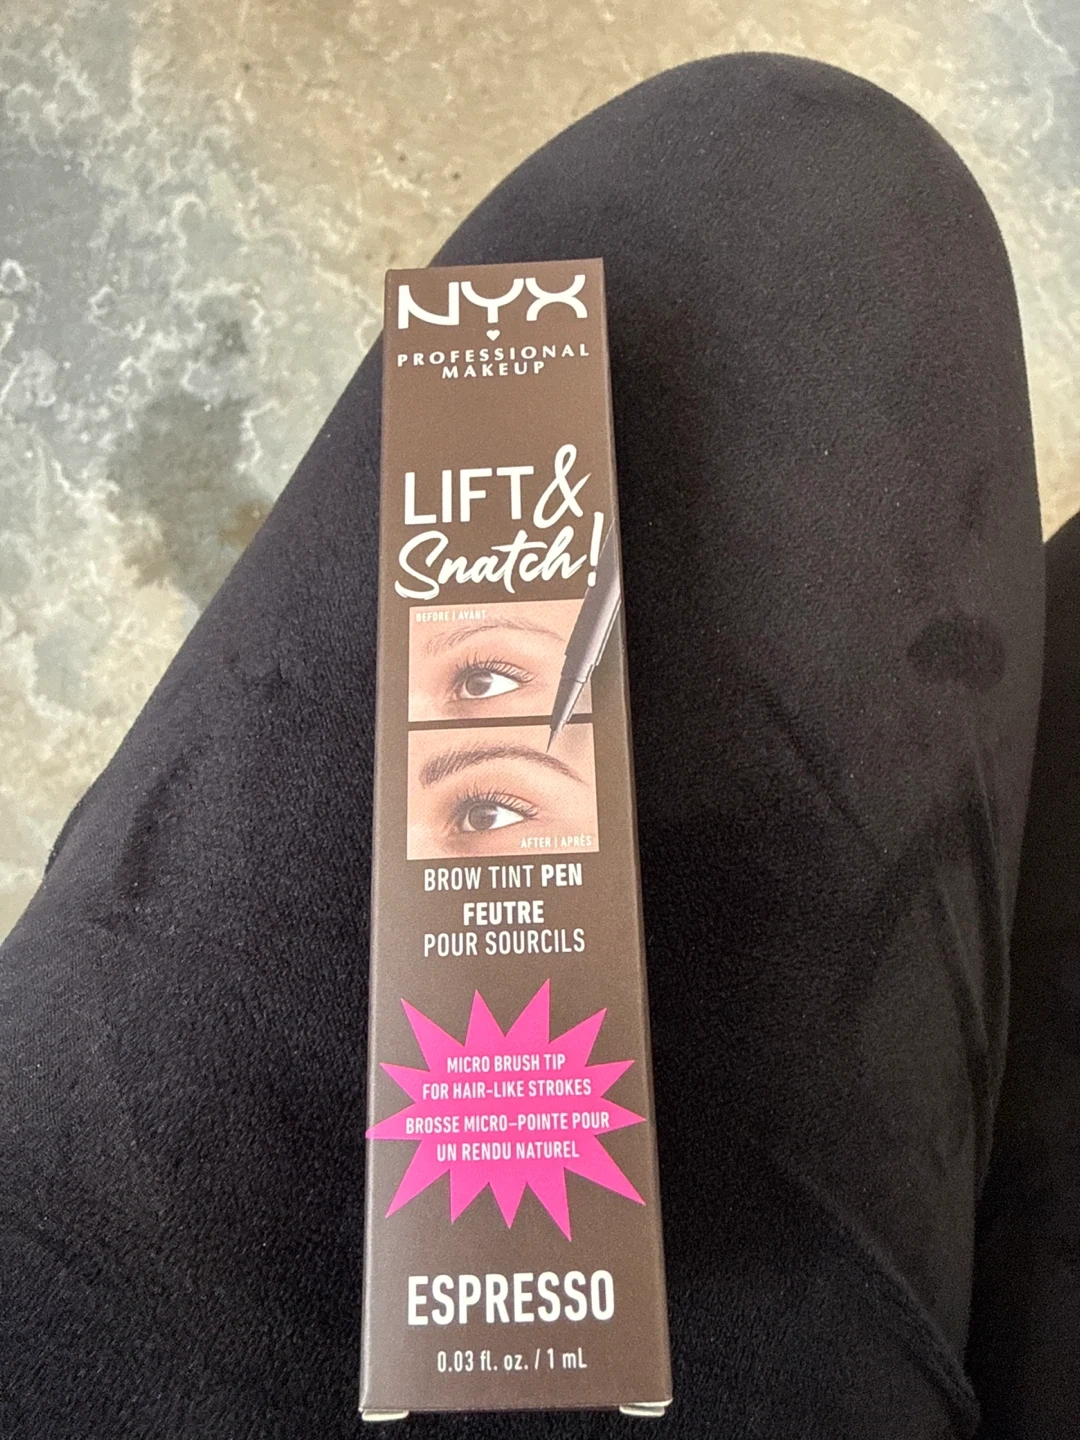 NYX
PROFESSIONAL
MAKEUP
LIFT &
Snatch!
BEFORE | AVANT
AFTER | APRÈS
BROW TINT PEN
FEUTRE
POUR SOURCILS
MICRO BRUSH TIP
FOR HAIR-LIKE STROKES
BROSSE MICRO-POINTE POUR
UN RENDU NATUREL
ESPRESSO
0.03 fl. oz. / 1 mL